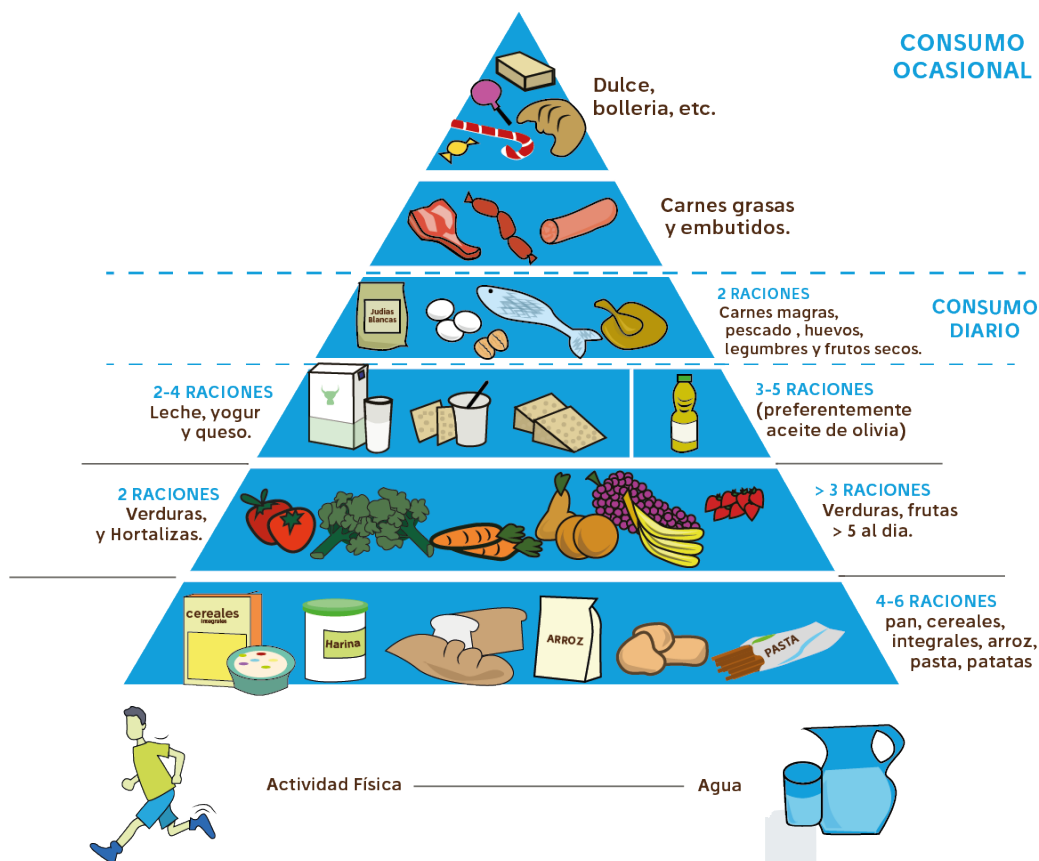 CONSUMO
OCASIONAL
Dulce,
bolleria, etc.
Carnes grasas
y embutidos.
CONSUMO
DIARIO
2 RACIONES
Carnes magras,
pescado , huevos,
legumbres y frutos secos.
Judias
Blancas
2-4 RACIONES
Leche, yogur
y queso.
3-5 RACIONES
(preferentemente
aceite de olivia)
2 RACIONES
Verduras,
y Hortalizas.
> 3 RACIONES
Verduras, frutas
> 5 al dia.
4-6 RACIONES
pan, cereales,
integrales, arroz,
pasta, patatas
cereales
integrales
Harina
ARROZ
PASTA
Actividad Física
Agua